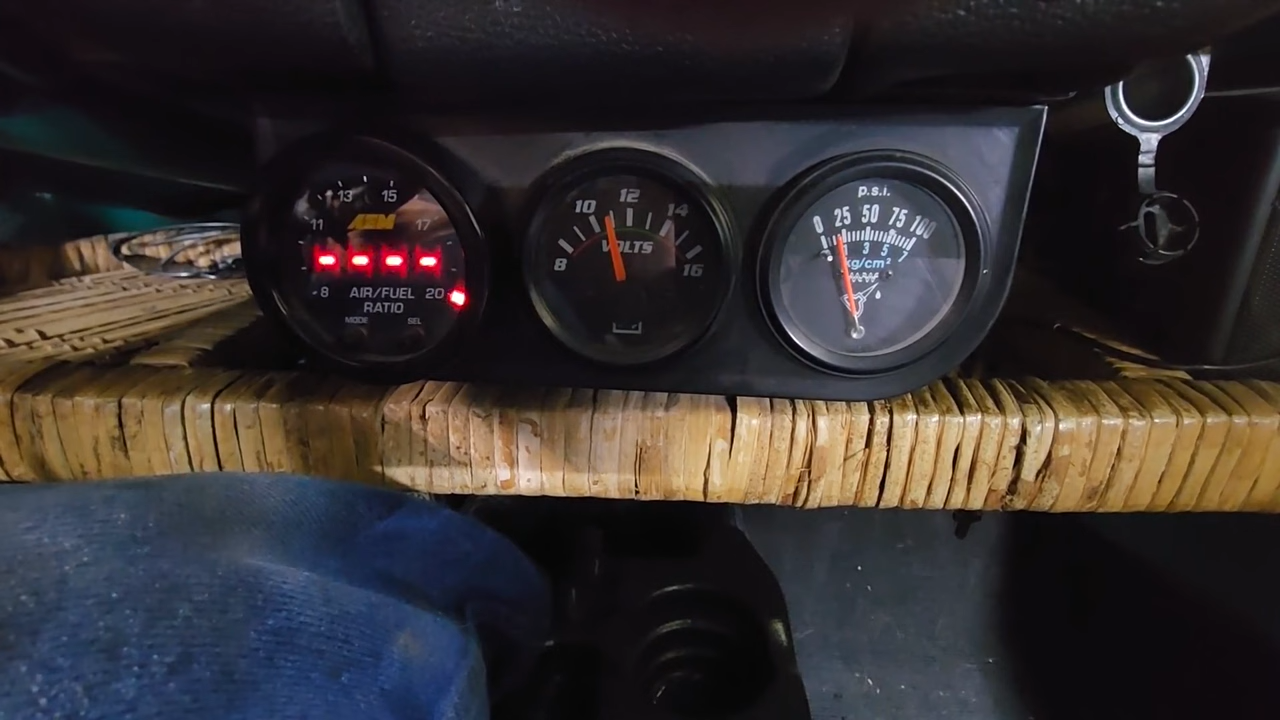 13 15
11 17
AEM
- - - -
8 AIR/FUEL 20
RATIO
MODE SEL
10 12 14
VOLTS
8 16
p.s.i.
0 25 50 75 100
1 3 5 7
kg/cm²